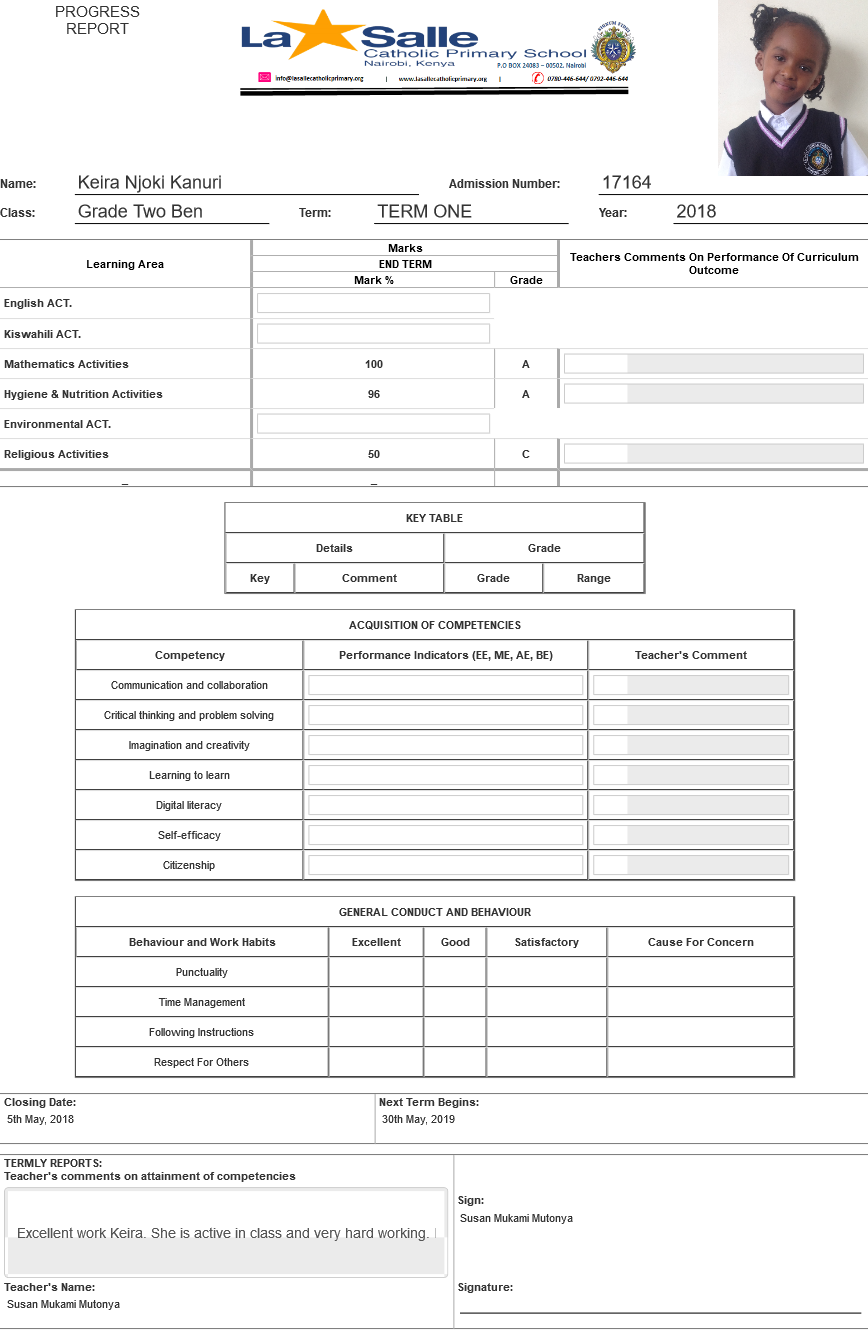 PROGRESS
REPORT
La Salle
Catholic Primary School
Nairobi, Kenya
P.O BOX 24083 – 00502, Nairobi
info@lasallecatholicprimary.org | www.lasallecatholicprimary.org | 0780-446-644/ 0792-446-644
Name: Keira Njoki Kanuri Admission Number: 17164
Class: Grade Two Ben Term: TERM ONE Year: 2018
Learning Area Marks Teachers Comments On Performance Of Curriculum Outcome
END TERM
Mark % Grade
English ACT.
Kiswahili ACT.
Mathematics Activities 100 A
Hygiene & Nutrition Activities 96 A
Environmental ACT.
Religious Activities 50 C
_ _
KEY TABLE
Details Grade
Key Comment Grade Range
ACQUISITION OF COMPETENCIES
Competency Performance Indicators (EE, ME, AE, BE) Teacher's Comment
Communication and collaboration
Critical thinking and problem solving
Imagination and creativity
Learning to learn
Digital literacy
Self-efficacy
Citizenship
GENERAL CONDUCT AND BEHAVIOUR
Behaviour and Work Habits Excellent Good Satisfactory Cause For Concern
Punctuality
Time Management
Following Instructions
Respect For Others
Closing Date: Next Term Begins:
5th May, 2018 30th May, 2019
TERMLY REPORTS:
Teacher's comments on attainment of competencies
Excellent work Keira. She is active in class and very hard working.
Sign:
Susan Mukami Mutonya
Teacher's Name: Signature:
Susan Mukami Mutonya